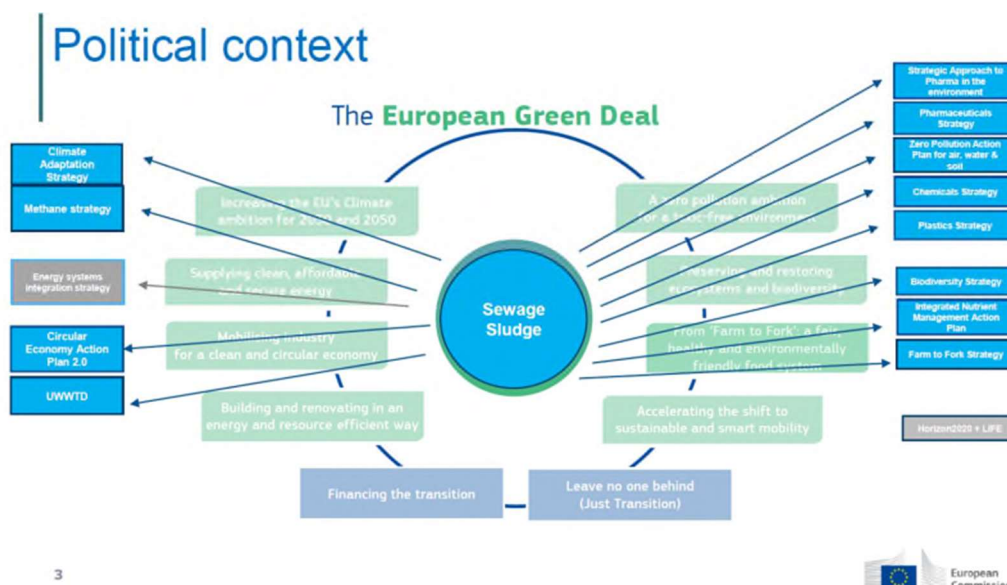 Political context
The European Green Deal
Climate
Adaptation
Strategy
Methane strategy
Energy systems
integration strategy
Circular
Economy Action
Plan 2.0
UWWTD
Increasing the EU's Climate
ambition for 2030 and 2050
Supplying clean, affordable
and secure energy
Mobilising industry
for a clean and circular economy
Building and renovating in an
energy and resource efficient way
Financing the transition
Sewage
Sludge
A zero pollution ambition
for a toxic-free environment
Preserving and restoring
ecosystems and biodiversity
From 'Farm to Fork': a fair,
healthy and environmentally
friendly food system
Accelerating the shift to
sustainable and smart mobility
Leave no one behind
(Just Transition)
Strategic Approach to
Pharma in the
environment
Pharmaceuticals
Strategy
Zero Pollution Action
Plan for air, water &
soil
Chemicals Strategy
Plastics Strategy
Biodiversity Strategy
Integrated Nutrient
Management Action
Plan
Farm to Fork Strategy
Horizon2020 + LIFE
3
European